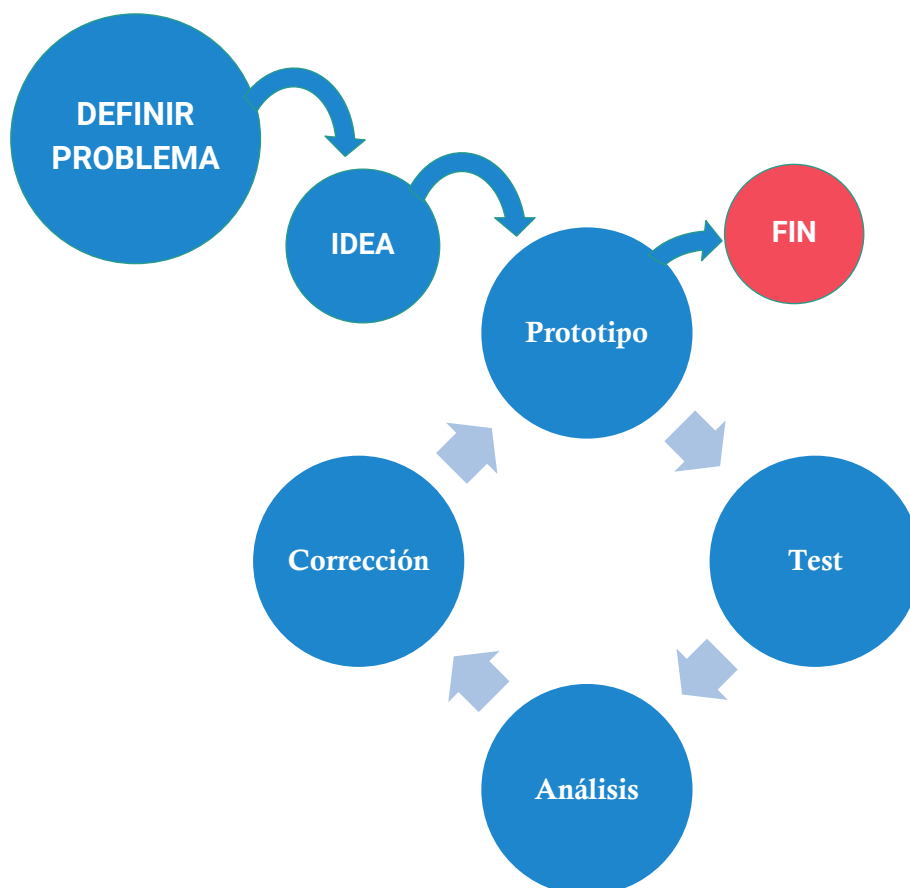 DEFINIR
PROBLEMA
IDEA
FIN
Prototipo
Corrección
Test
Análisis